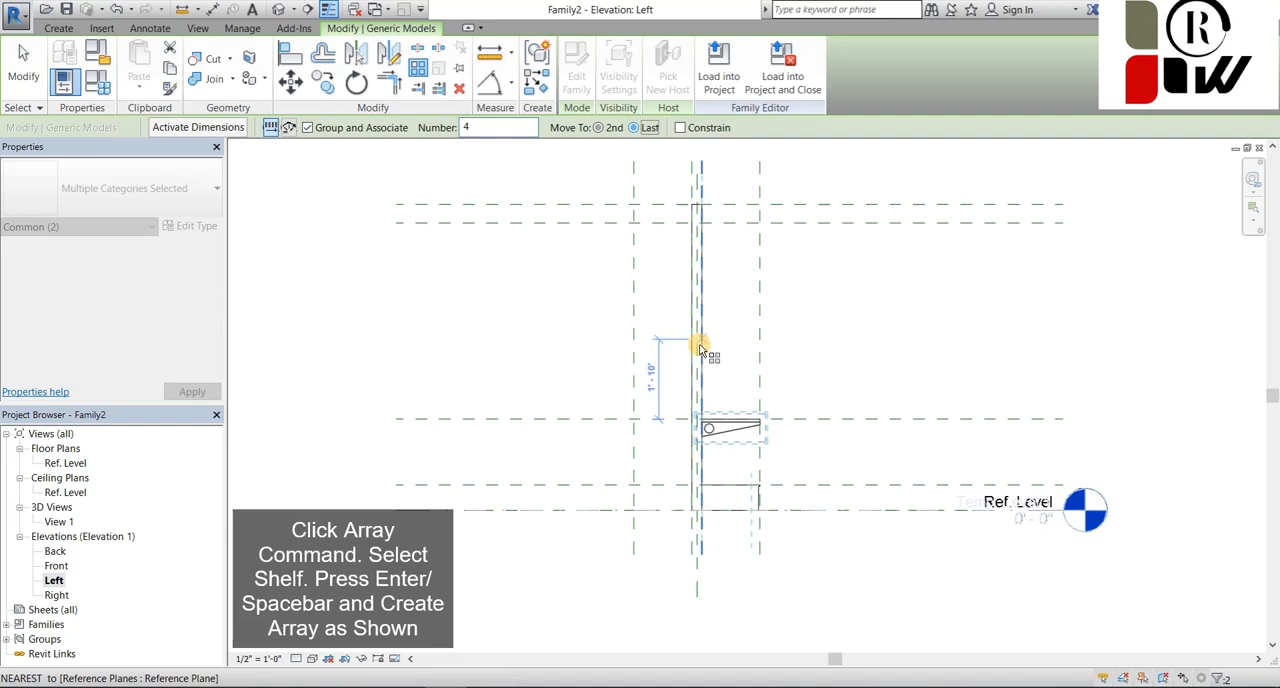 Family2 - Elevation: Left
Type a keyword or phrase
Sign In
Create Insert Annotate View Manage Add-Ins Modify | Generic Models
Modify
Paste
Cut
Join
Edit
Family
Visibility
Settings
Pick
New Host
Load into
Project
Load into
Project and Close
Select Properties Clipboard Geometry Modify Measure Create Mode Visibility Host Family Editor
Modify | Generic Models
Activate Dimensions
Group and Associate
Number: 4
Move To: 2nd Last
Constrain
Properties
Multiple Categories Selected
Common (2)
Edit Type
Properties help
Apply
Project Browser - Family2
Views (all)
Floor Plans
Ref. Level
Ceiling Plans
Ref. Level
3D Views
View 1
Elevations (Elevation 1)
Back
Front
Left
Right
Sheets (all)
Families
Groups
Revit Links
1' - 10"
Ref. Level
0' - 0"
Click Array
Command. Select
Shelf. Press Enter/
Spacebar and Create
Array as Shown
1/2" = 1'-0"
NEAREST to [Reference Planes : Reference Plane]
:2
R